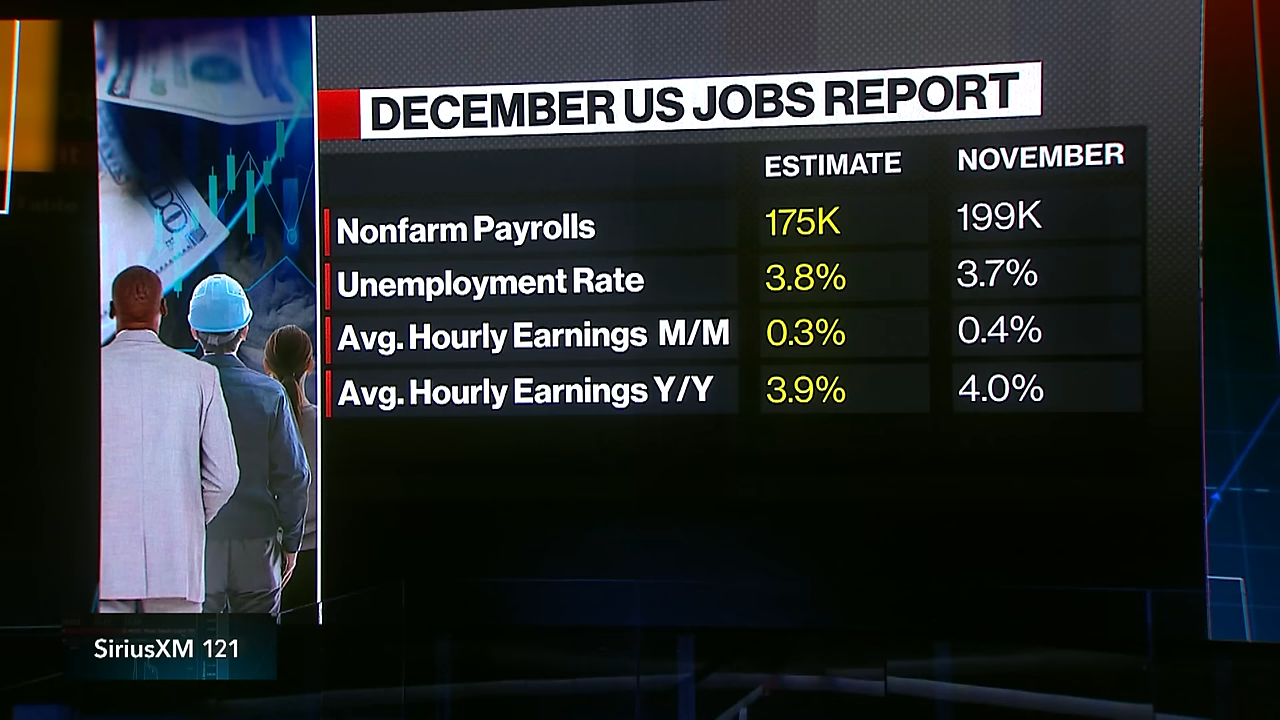 DECEMBER US JOBS REPORT
ESTIMATE NOVEMBER
Nonfarm Payrolls 175K 199K
Unemployment Rate 3.8% 3.7%
Avg. Hourly Earnings M/M 0.3% 0.4%
Avg. Hourly Earnings Y/Y 3.9% 4.0%
SiriusXM 121